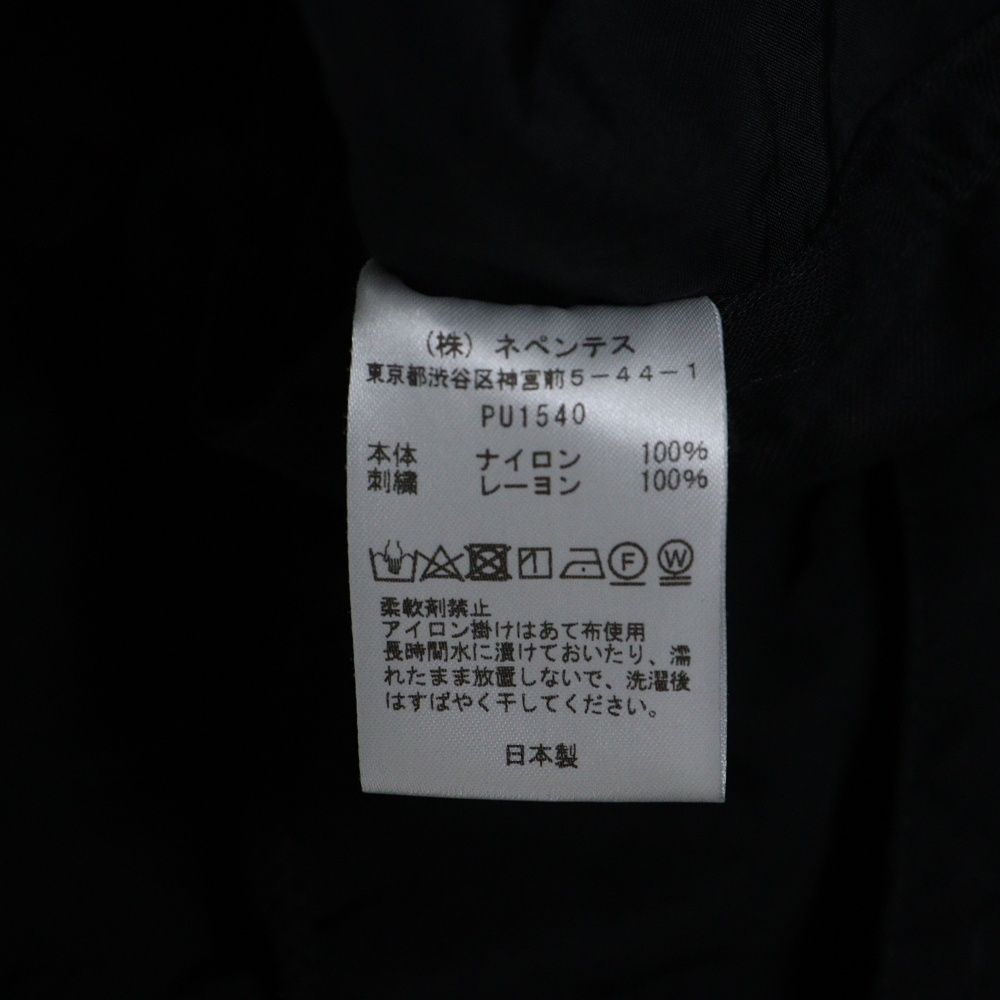 (株) ネペンテス
東京都渋谷区神宮前5-44-1
PU1540
本体 ナイロン 100%
刺繍 レーヨン 100%
F W
柔軟剤禁止
アイロン掛けはあて布使用
長時間水に漬けておいたり、濡
れたまま放置しないで、洗濯後
はすばやく干してください。
日本製